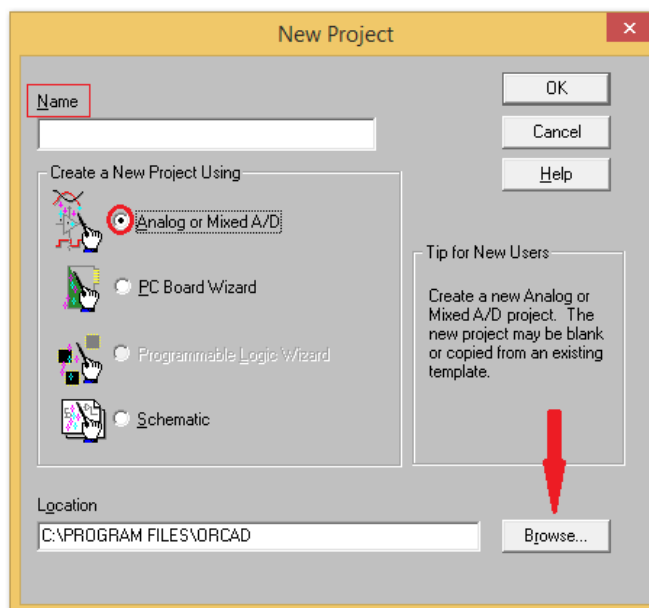 New Project
Name
OK
Cancel
Help
Create a New Project Using
Analog or Mixed A/D
PC Board Wizard
Programmable Logic Wizard
Schematic
Tip for New Users
Create a new Analog or
Mixed A/D project. The
new project may be blank
or copied from an existing
template.
Location
C:\PROGRAM FILES\ORCAD
Browse...